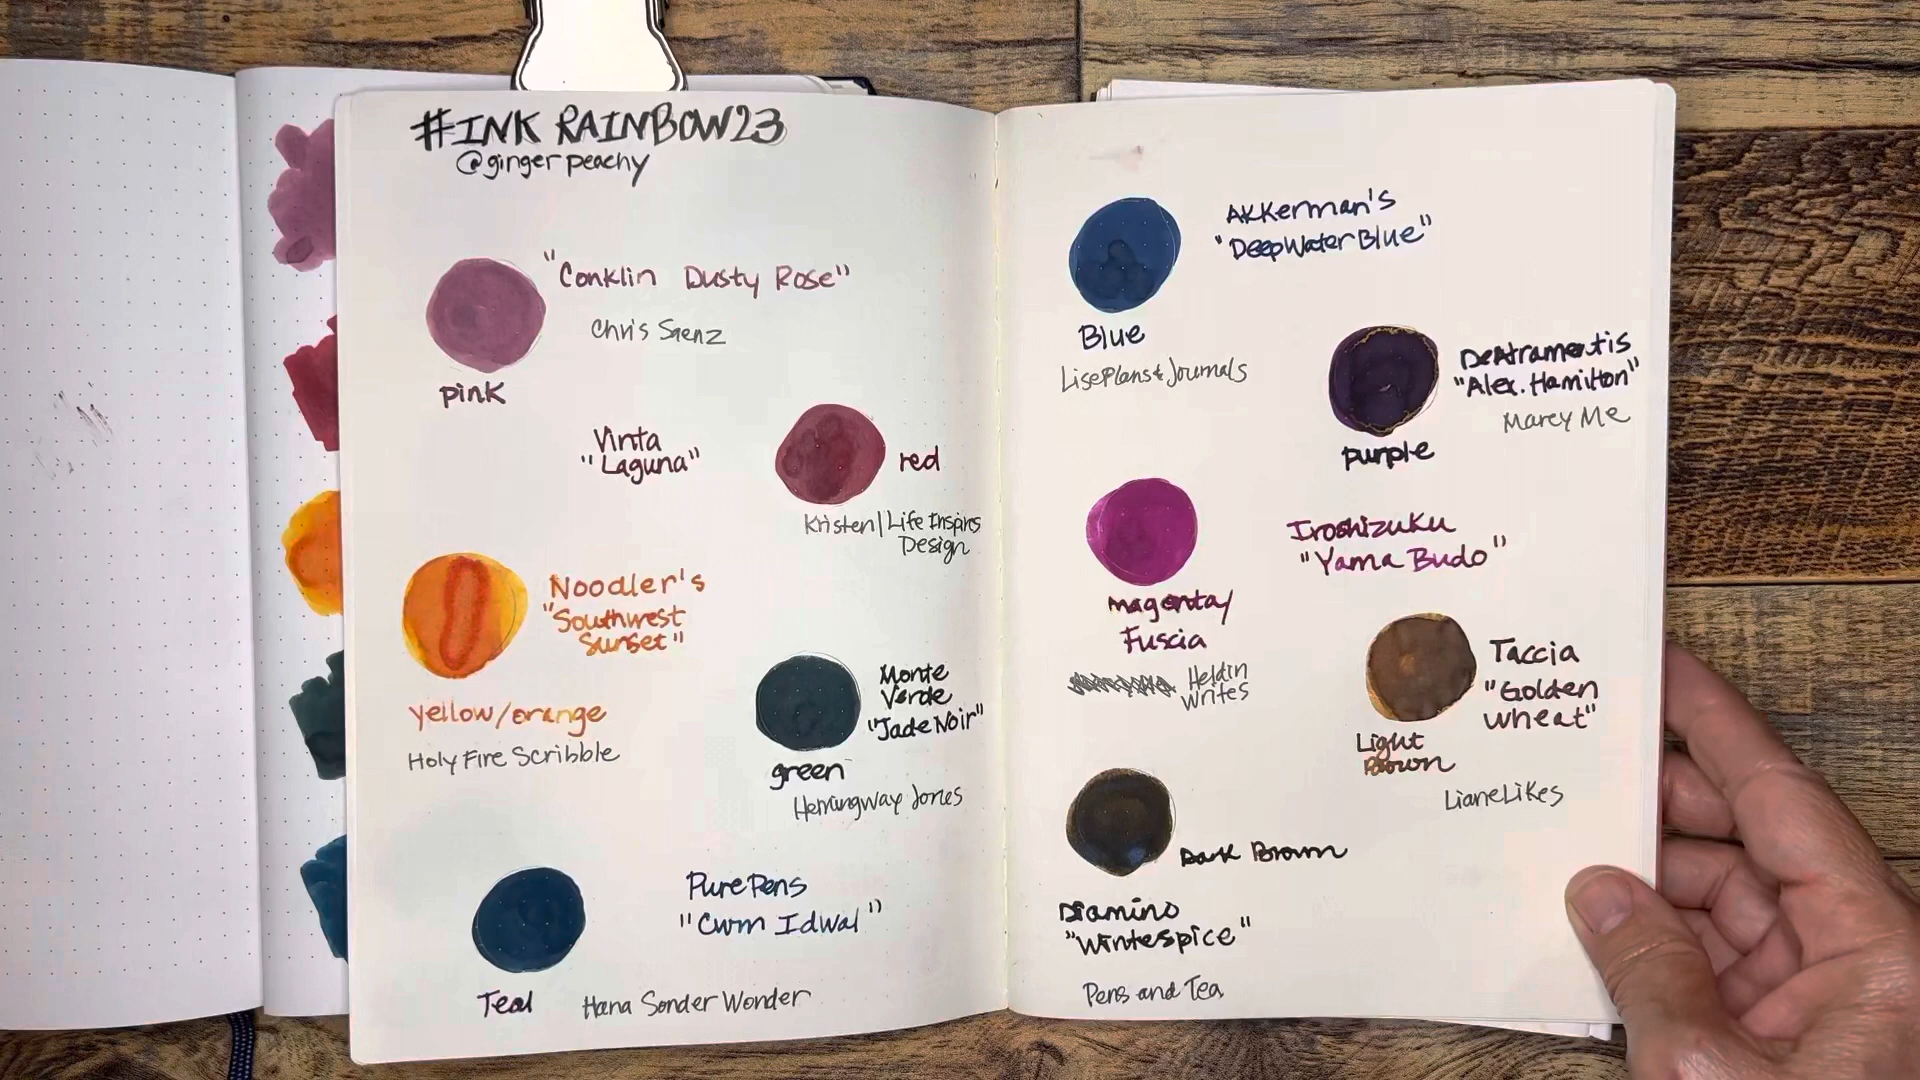 #INK RAINBOW23
@gingerpeachy
"Conklin Dusty Rose"
Chris Saenz
pink
Vinta
"Laguna"
red
Kristen/Life Inspires
Design
Noodler's
"Southwest
Sunset"
yellow/orange
Holy Fire Scribble
Monte
Verde
"Jade Noir"
green
Hemingway Jones
PurePens
"Cwm Idwal"
Teal
Hana Sonder Wonder
Akkerman's
"Deep Water Blue"
Blue
LisePlans & Journals
DeAtramentis
"Alex. Hamilton"
Marcy Me
purple
Iroshizuku
"Yama Budo"
magenta/
Fuscia
Writes
Taccia
"Golden
wheat"
Light
Brown
LianeLikes
Dark Brown
Diamino
"Winterspice"
Pens and Tea